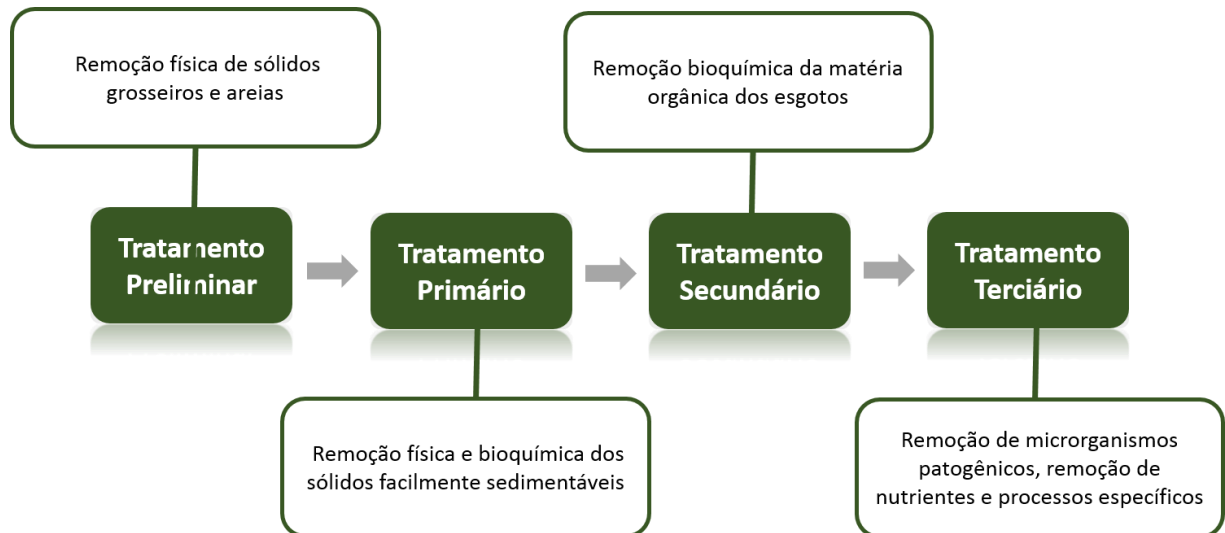 Remoção física de sólidos
grosseiros e areias
Remoção bioquímica da matéria
orgânica dos esgotos
Tratamento
Preliminar
Tratamento
Primário
Tratamento
Secundário
Tratamento
Terciário
Remoção física e bioquímica dos
sólidos facilmente sedimentáveis
Remoção de microrganismos
patogênicos, remoção de
nutrientes e processos específicos